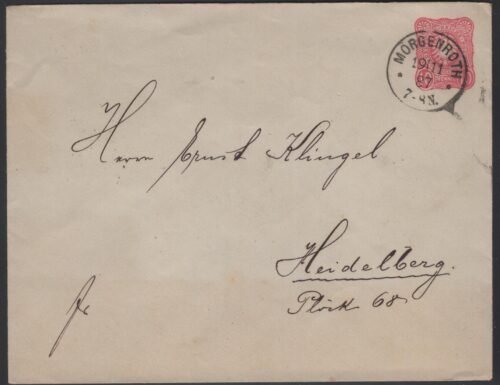 MORGENROTH
19 11
87
7-8N.
Herrn Ernst Klingel
Heidelberg.
Plöck 68
fr